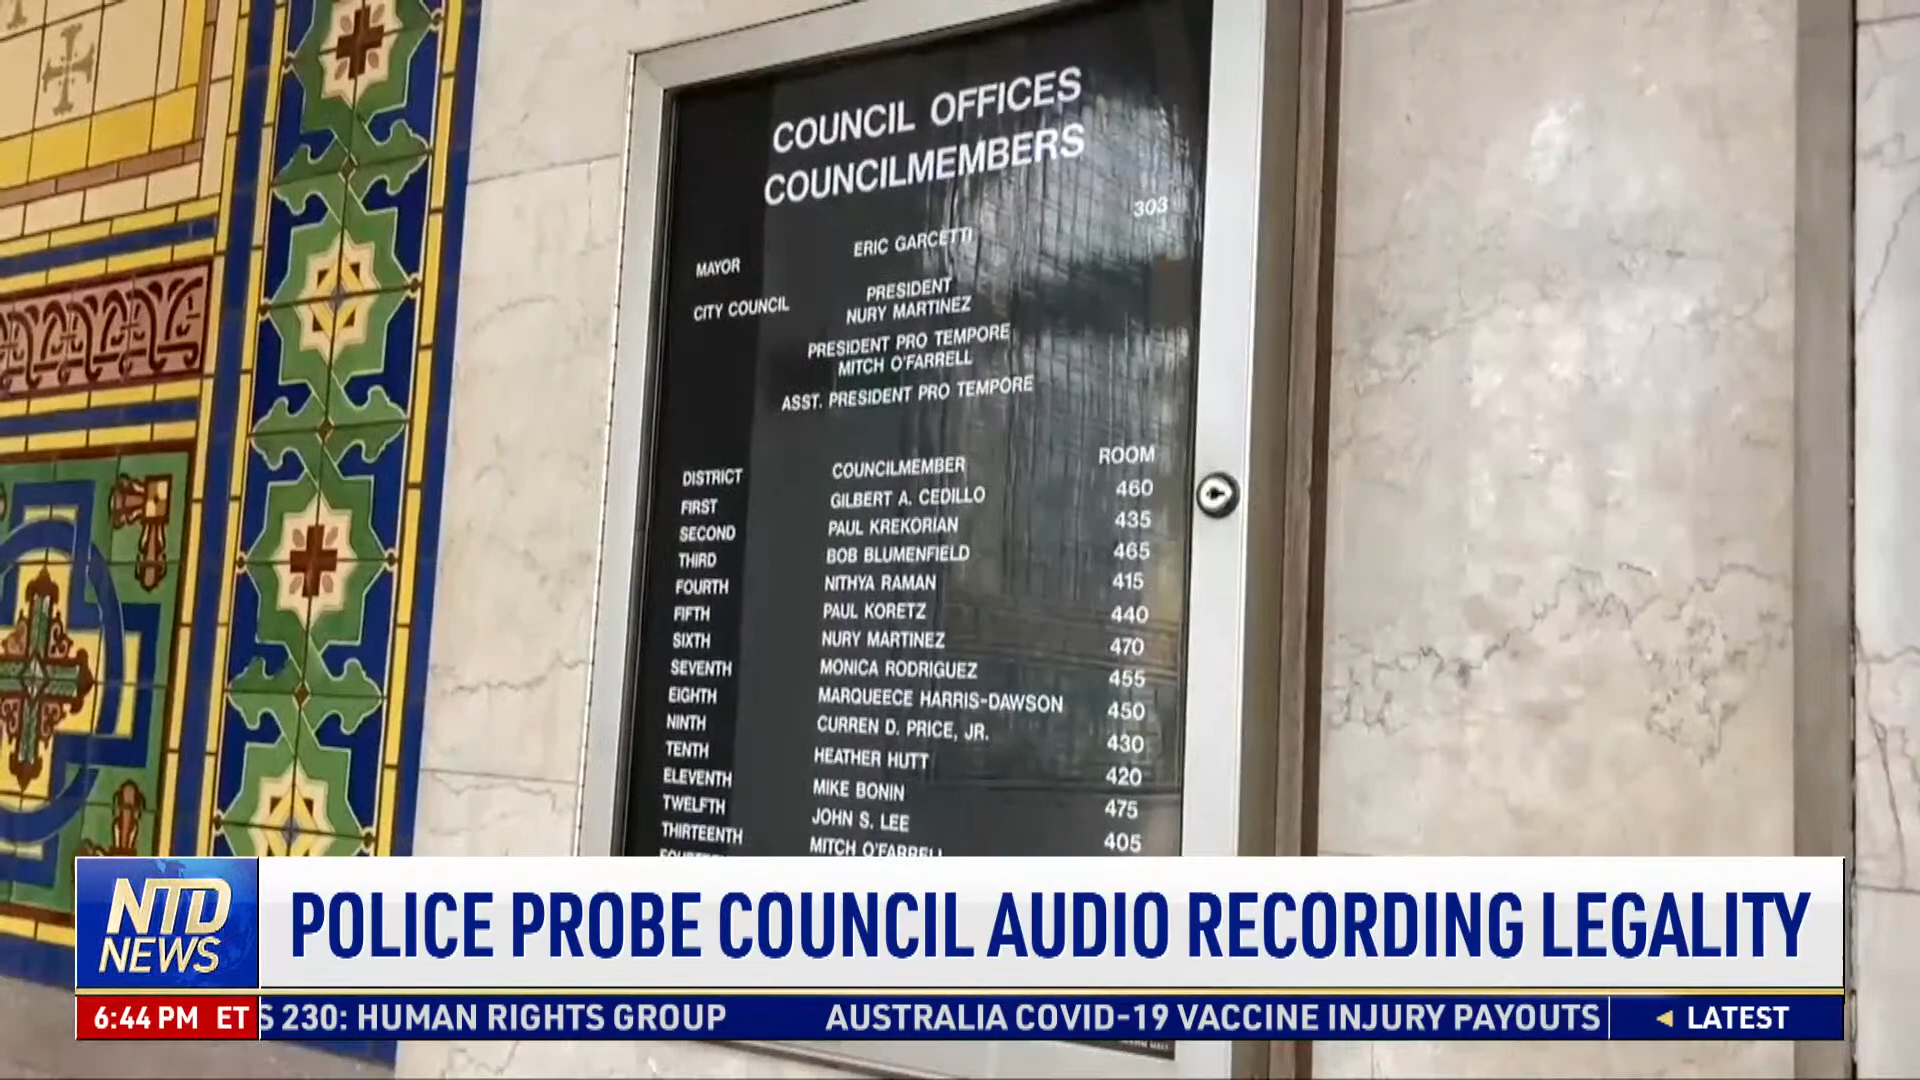 COUNCIL OFFICES
COUNCILMEMBERS
303
MAYOR ERIC GARCETTI
CITY COUNCIL PRESIDENT
NURY MARTINEZ
PRESIDENT PRO TEMPORE
MITCH O'FARRELL
ASST. PRESIDENT PRO TEMPORE
DISTRICT COUNCILMEMBER ROOM
FIRST GILBERT A. CEDILLO 460
SECOND PAUL KREKORIAN 435
THIRD BOB BLUMENFIELD 465
FOURTH NITHYA RAMAN 415
FIFTH PAUL KORETZ 440
SIXTH NURY MARTINEZ 470
SEVENTH MONICA RODRIGUEZ 455
EIGHTH MARQUEECE HARRIS-DAWSON 450
NINTH CURREN D. PRICE, JR. 430
TENTH HEATHER HUTT 420
ELEVENTH MIKE BONIN 475
TWELFTH JOHN S. LEE 405
THIRTEENTH MITCH O'FARRELL
NTD
NEWS
POLICE PROBE COUNCIL AUDIO RECORDING LEGALITY
6:44 PM ET S 230: HUMAN RIGHTS GROUP AUSTRALIA COVID-19 VACCINE INJURY PAYOUTS LATEST